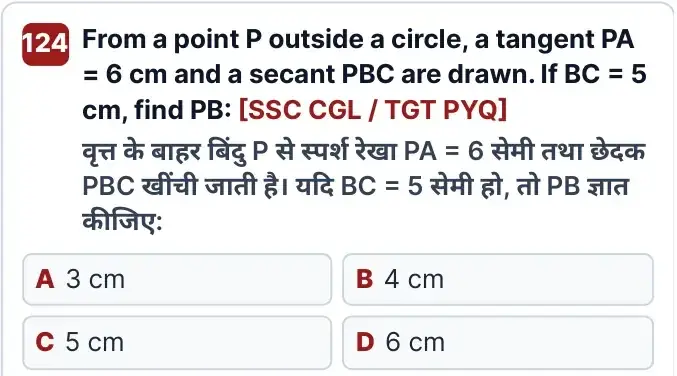 124 From a point P outside a circle, a tangent PA
= 6 cm and a secant PBC are drawn. If BC = 5
cm, find PB: [SSC CGL / TGT PYQ]
वृत्त के बाहर बिंदु P से स्पर्श रेखा PA = 6 सेमी तथा छेदक
PBC खींची जाती है। यदि BC = 5 सेमी हो, तो PB ज्ञात
कीजिए:
A 3 cm
B 4 cm
C 5 cm
D 6 cm